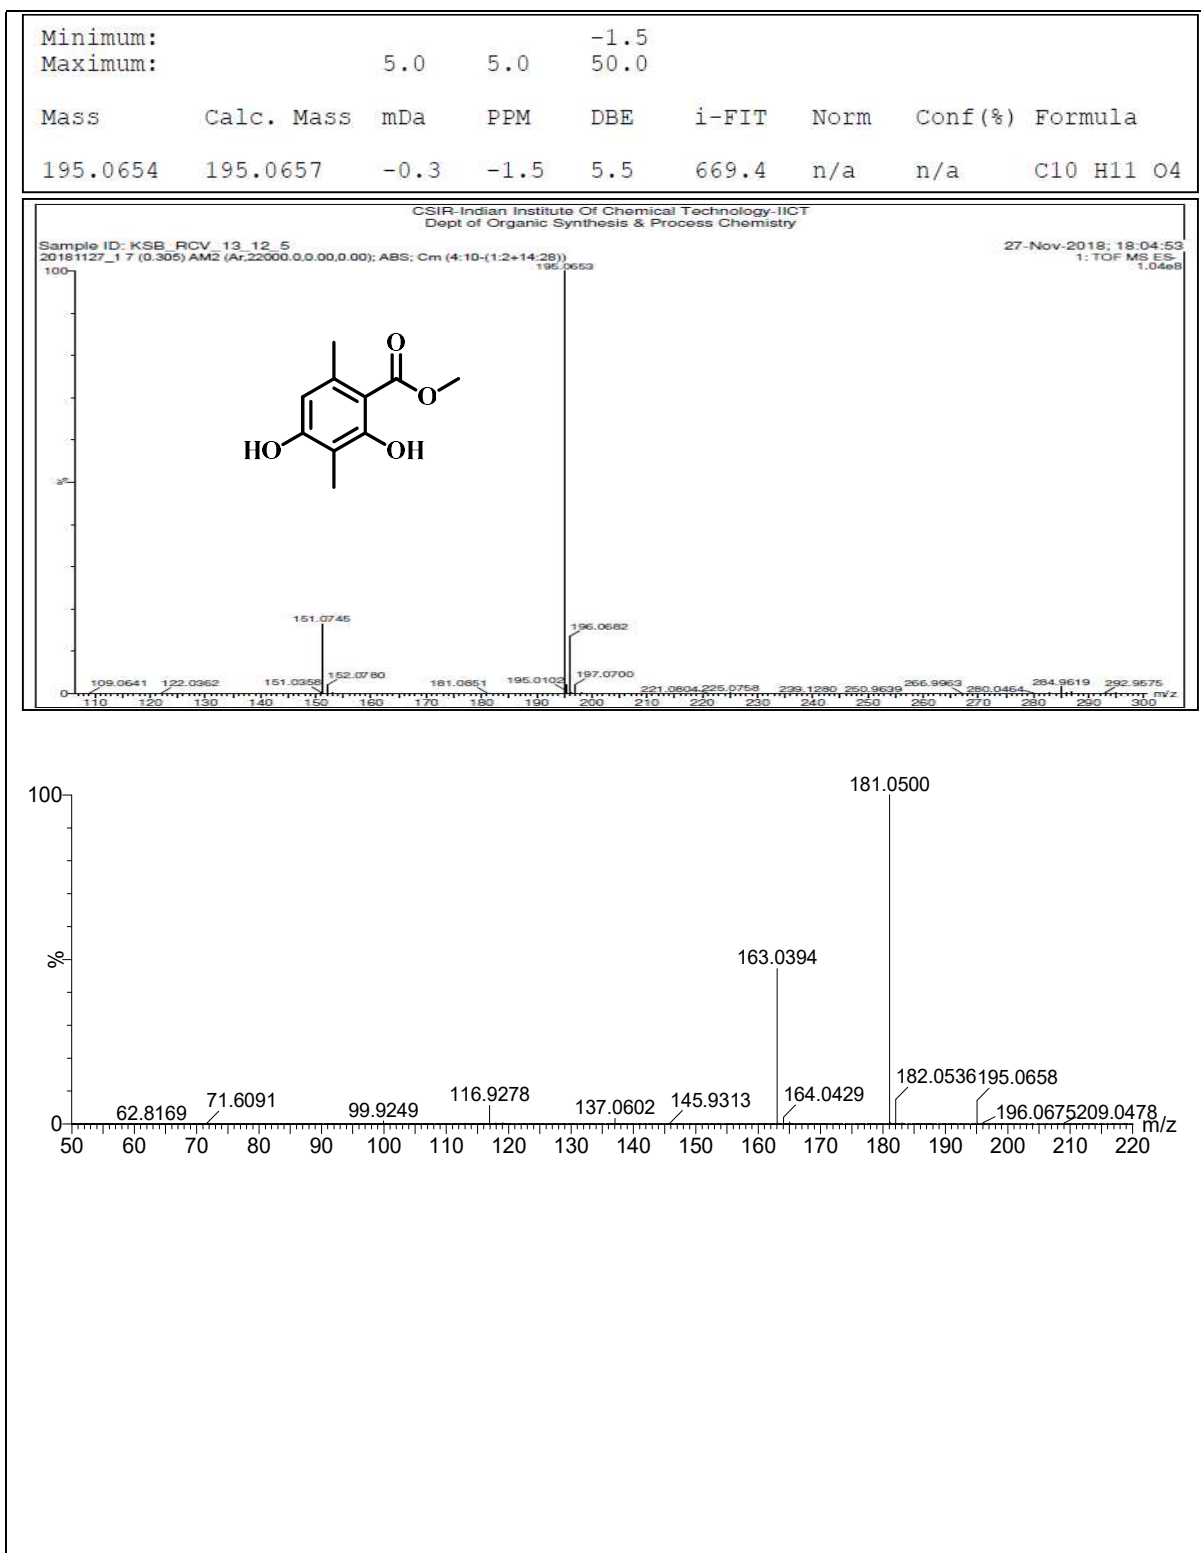 Minimum: -1.5
Maximum: 5.0 5.0 50.0
Mass Calc. Mass mDa PPM DBE i-FIT Norm Conf(%) Formula
195.0654 195.0657 -0.3 -1.5 5.5 669.4 n/a n/a C10 H11 O4
CSIR-Indian Institute Of Chemical Technology-IICT
Dept of Organic Synthesis & Process Chemistry
Sample ID: KSB_RCV_13_12_5 27-Nov-2018; 18:04:53
20181127_1 7 (0.305) AM2 (Ar,22000.0,0.00,0.00); ABS; Cm (4:10-(1:2+14:28)) 1: TOF MS ES-
100 195.0653 1.04e8
O
O
HO OH
%
151.0745 196.0682
109.0641 122.0362 151.0358 152.0780 181.0851 195.0102 197.0700 221.0804 225.0758 239.1280 250.9639 266.9963 280.0464 284.9619 292.9575
0 m/z
110 120 130 140 150 160 170 180 190 200 210 220 230 240 250 260 270 280 290 300
100 181.0500
% 163.0394
62.8169 71.6091 99.9249 116.9278 137.0602 145.9313 164.0429 182.0536 195.0658 196.0675 209.0478
0 m/z
50 60 70 80 90 100 110 120 130 140 150 160 170 180 190 200 210 220